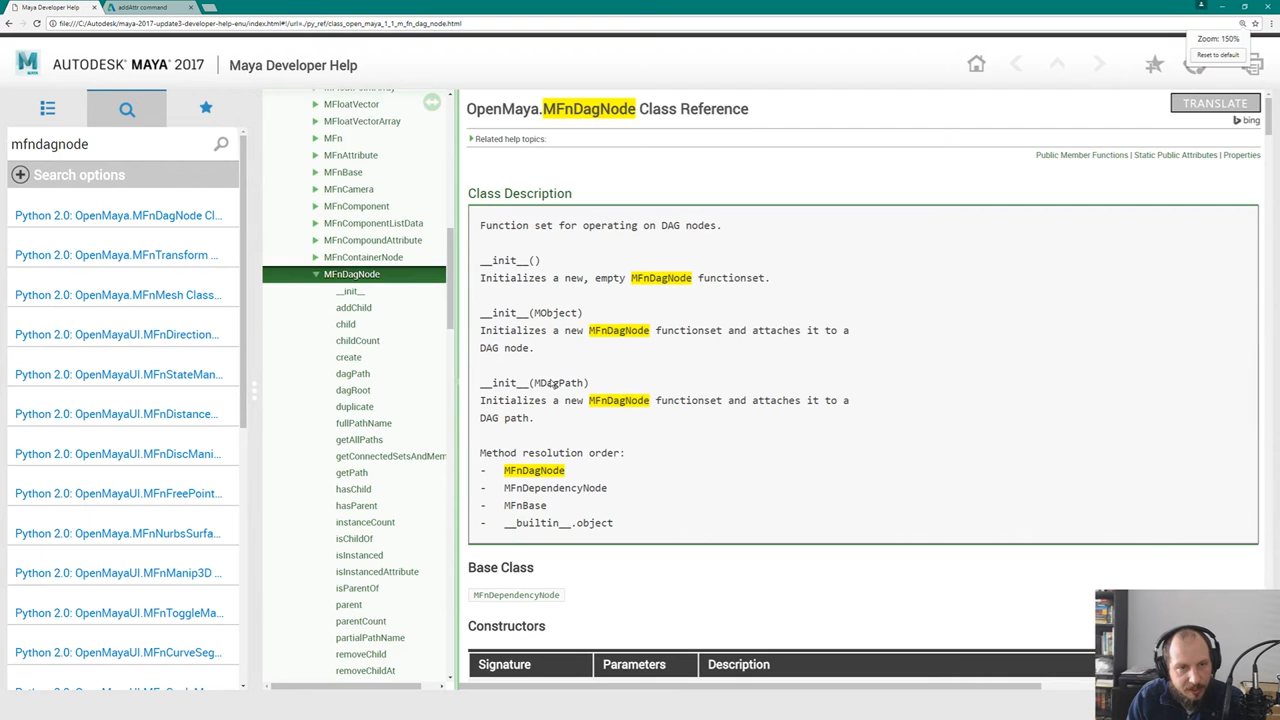 Maya Developer Help
addAttr command
file:///C:/Autodesk/maya-2017-update3-developer-help-enu/index.html#!/url=./py_ref/class_open_maya_1_1_m_fn_dag_node.html
Zoom: 150%
Reset to default
AUTODESK® MAYA® 2017
Maya Developer Help
mfndagnode
Search options
Python 2.0: OpenMaya.MFnDagNode Cl...
Python 2.0: OpenMaya.MFnTransform ...
Python 2.0: OpenMaya.MFnMesh Class...
Python 2.0: OpenMayaUI.MFnDirection...
Python 2.0: OpenMayaUI.MFnStateMan...
Python 2.0: OpenMayaUI.MFnDistance...
Python 2.0: OpenMayaUI.MFnDiscMani...
Python 2.0: OpenMayaUI.MFnFreePoint...
Python 2.0: OpenMayaUI.MFnNurbsSurfa...
Python 2.0: OpenMayaUI.MFnManip3D ...
Python 2.0: OpenMayaUI.MFnToggleMa...
Python 2.0: OpenMayaUI.MFnCurveSeg...
MFloatVector
MFloatVectorArray
MFn
MFnAttribute
MFnBase
MFnCamera
MFnComponent
MFnComponentListData
MFnCompoundAttribute
MFnContainerNode
MFnDagNode
__init__
addChild
child
childCount
create
dagPath
dagRoot
duplicate
fullPathName
getAllPaths
getConnectedSetsAndMem
getPath
hasChild
hasParent
instanceCount
isChildOf
isInstanced
isInstancedAttribute
isParentOf
parent
parentCount
partialPathName
removeChild
removeChildAt
OpenMaya.MFnDagNode Class Reference
TRANSLATE
bing
Related help topics:
Public Member Functions | Static Public Attributes | Properties
Class Description
Function set for operating on DAG nodes.
__init__()
Initializes a new, empty MFnDagNode functionset.
__init__(MObject)
Initializes a new MFnDagNode functionset and attaches it to a
DAG node.
__init__(MDagPath)
Initializes a new MFnDagNode functionset and attaches it to a
DAG path.
Method resolution order:
- MFnDagNode
- MFnDependencyNode
- MFnBase
- __builtin__.object
Base Class
MFnDependencyNode
Constructors
Signature Parameters Description